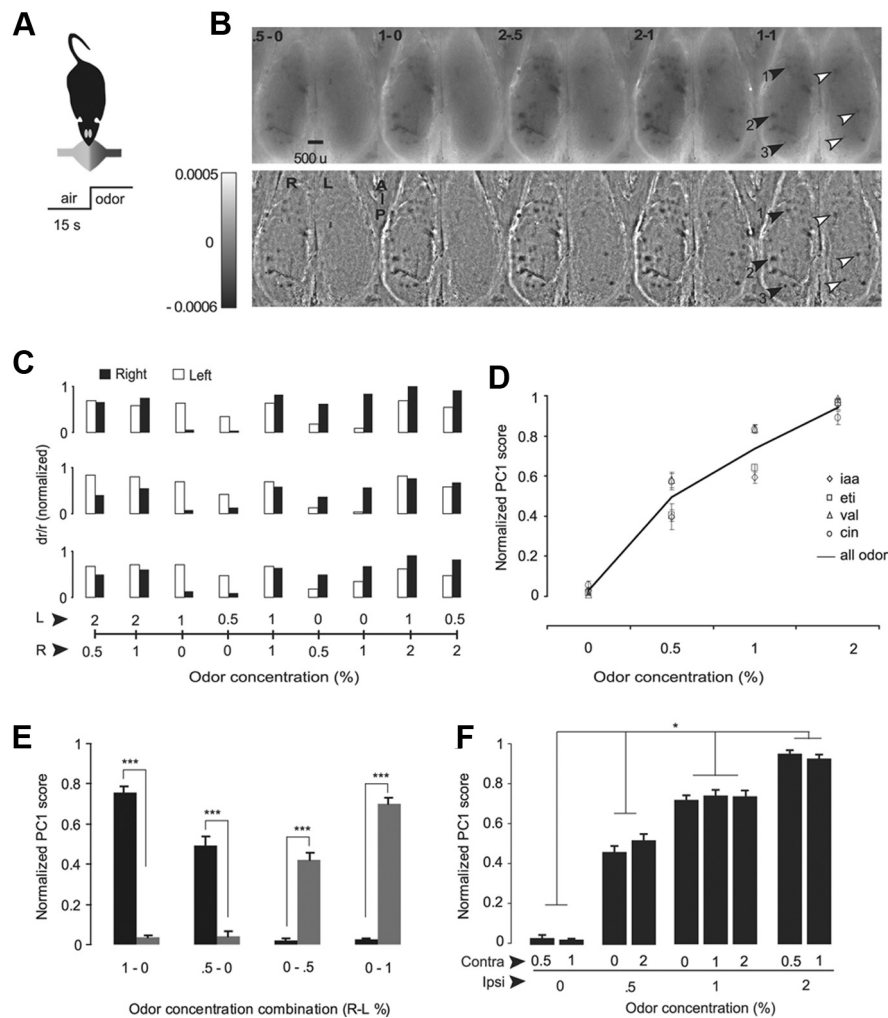 A
air
odor
15 s
B
.5 - 0
1 - 0
2 -.5
2 - 1
1 - 1
1
2
3
500 u
0.0005
0
- 0.0006
R L
A
I
P
1
2
3
C
Right Left
1
0
1
0
1
0
dr/r (normalized)
L 2 2 1 0.5 1 0 0 1 0.5
R 0.5 1 0 0 1 0.5 1 2 2
Odor concentration (%)
D
Normalized PC1 score
1
0.8
0.6
0.4
0.2
0
iaa
eti
val
cin
all odor
0 0.5 1 2
Odor concentration (%)
E
Normalized PC1 score
1
0.8
0.6
0.4
0.2
0
*** *** *** ***
1 - 0 .5 - 0 0 - .5 0 - 1
Odor concentration combination (R-L %)
F
Normalized PC1 score
1
0.8
0.6
0.4
0.2
0
*
Contra 0.5 1 0 2 0 1 2 0.5 1
Ipsi 0 .5 1 2
Odor concentration (%)